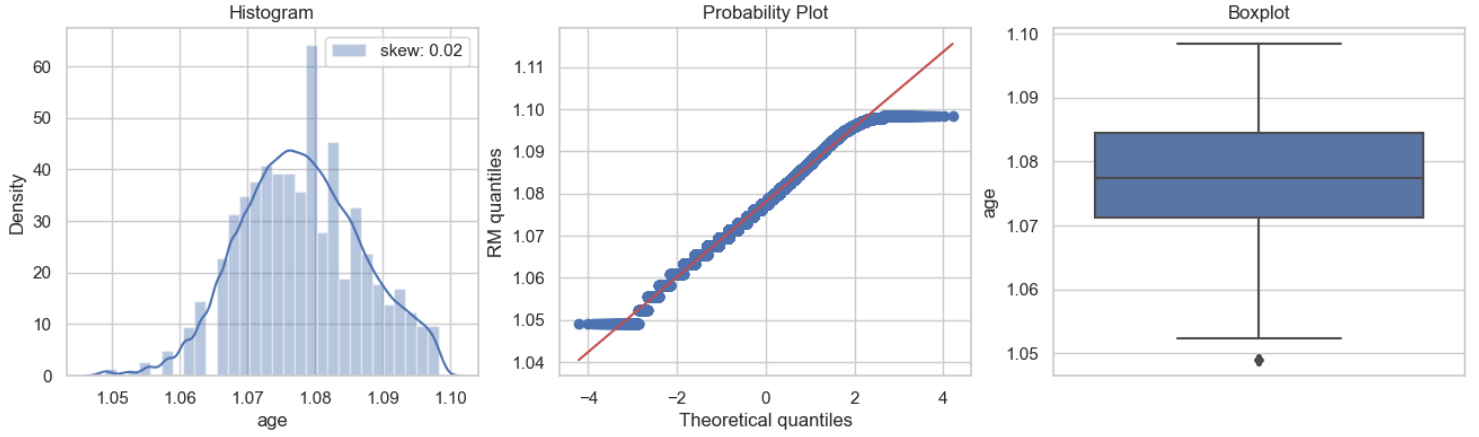 Histogram
skew: 0.02
60
50
40
30
20
10
0
Density
1.05 1.06 1.07 1.08 1.09 1.10
age
Probability Plot
1.11
1.10
1.09
1.08
1.07
1.06
1.05
1.04
RM quantiles
−4 −2 0 2 4
Theoretical quantiles
Boxplot
1.10
1.09
1.08
1.07
1.06
1.05
age